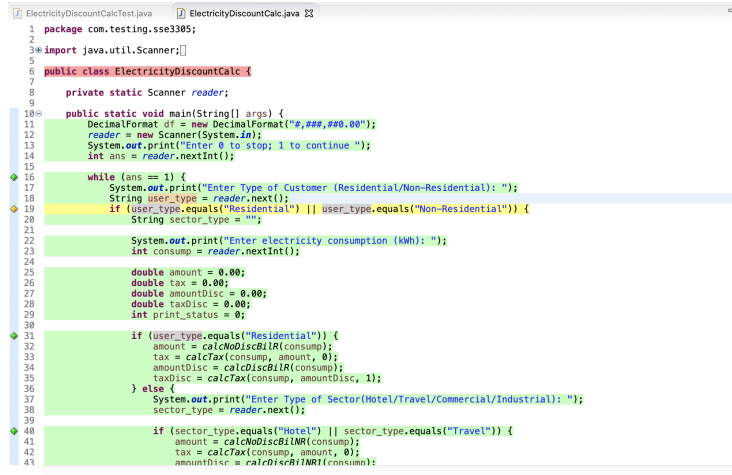 ElectricityDiscountCalcTest.java ElectricityDiscountCalc.java
1 package com.testing.sse3305;
2
3 import java.util.Scanner;
5
6 public class ElectricityDiscountCalc {
7
8 private static Scanner reader;
9
10 public static void main(String[] args) {
11 DecimalFormat df = new DecimalFormat("#,###,##0.00");
12 reader = new Scanner(System.in);
13 System.out.print("Enter 0 to stop; 1 to continue ");
14 int ans = reader.nextInt();
15
16 while (ans == 1) {
17 System.out.print("Enter Type of Customer (Residential/Non-Residential): ");
18 String user_type = reader.next();
19 if (user_type.equals("Residential") || user_type.equals("Non-Residential")) {
20 String sector_type = "";
21
22 System.out.print("Enter electricity consumption (kWh): ");
23 int consump = reader.nextInt();
24
25 double amount = 0.00;
26 double tax = 0.00;
27 double amountDisc = 0.00;
28 double taxDisc = 0.00;
29 int print_status = 0;
30
31 if (user_type.equals("Residential")) {
32 amount = calcNoDiscBilR(consump);
33 tax = calcTax(consump, amount, 0);
34 amountDisc = calcDiscBilR(consump);
35 taxDisc = calcTax(consump, amountDisc, 1);
36 } else {
37 System.out.print("Enter Type of Sector(Hotel/Travel/Commercial/Industrial): ");
38 sector_type = reader.next();
39
40 if (sector_type.equals("Hotel") || sector_type.equals("Travel")) {
41 amount = calcNoDiscBilNR(consump);
42 tax = calcTax(consump, amount, 0);
43 amountDisc = calcDiscBilNR1(consump);